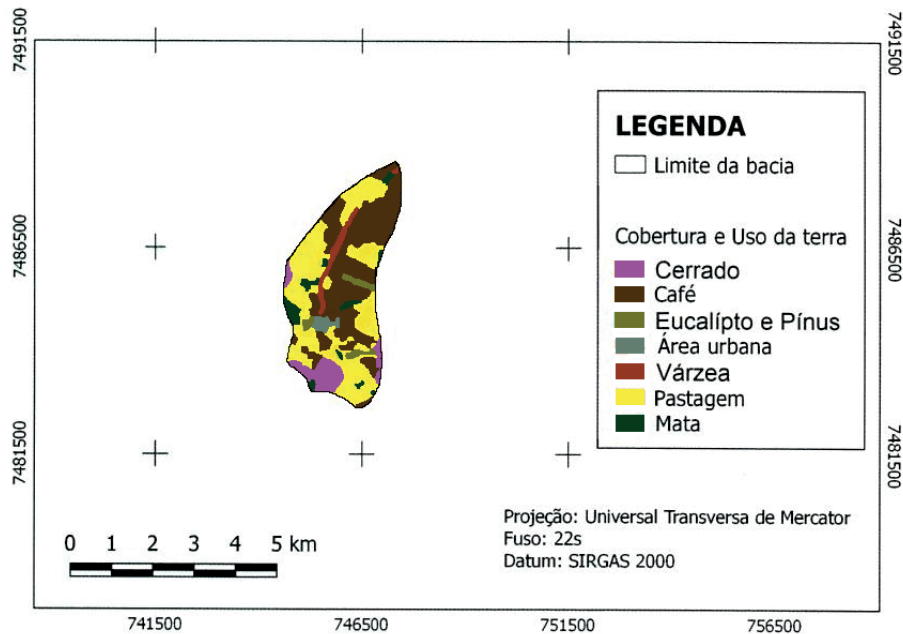 7491500
7491500
LEGENDA
Limite da bacia
7486500
7486500
Cobertura e Uso da terra
Cerrado
Café
Eucalípto e Pínus
Área urbana
Várzea
Pastagem
Mata
7481500
7481500
Projeção: Universal Transversa de Mercator
Fuso: 22s
Datum: SIRGAS 2000
0 1 2 3 4 5 km
741500 746500 751500 756500